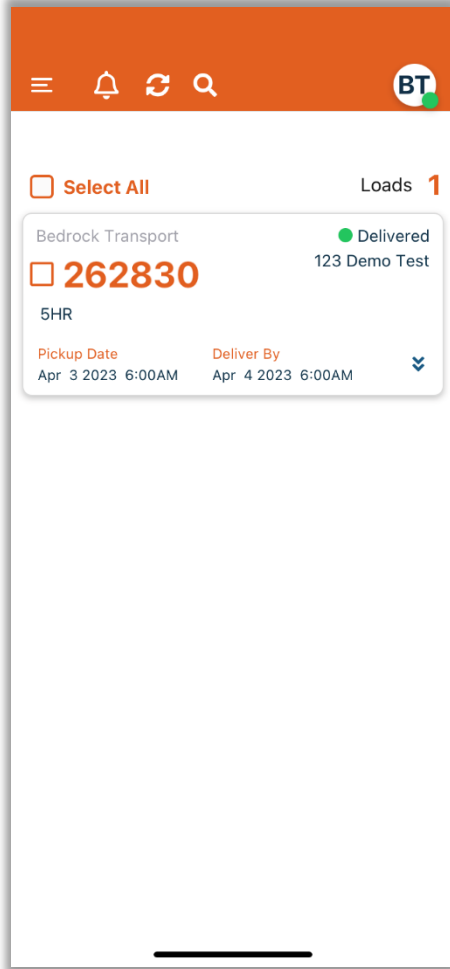 BT
Select All
Loads 1
Bedrock Transport
Delivered
262830
123 Demo Test
5HR
Pickup Date
Deliver By
Apr 3 2023 6:00AM
Apr 4 2023 6:00AM